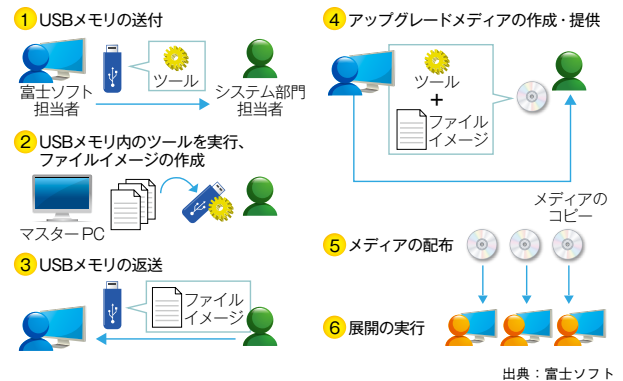 1 USBメモリの送付
ツール
富士ソフト
担当者
システム部門
担当者
2 USBメモリ内のツールを実行、
ファイルイメージの作成
マスターPC
3 USBメモリの返送
ファイル
イメージ
4 アップグレードメディアの作成・提供
ツール
+
ファイル
イメージ
メディアの
コピー
5 メディアの配布
6 展開の実行
出典：富士ソフト